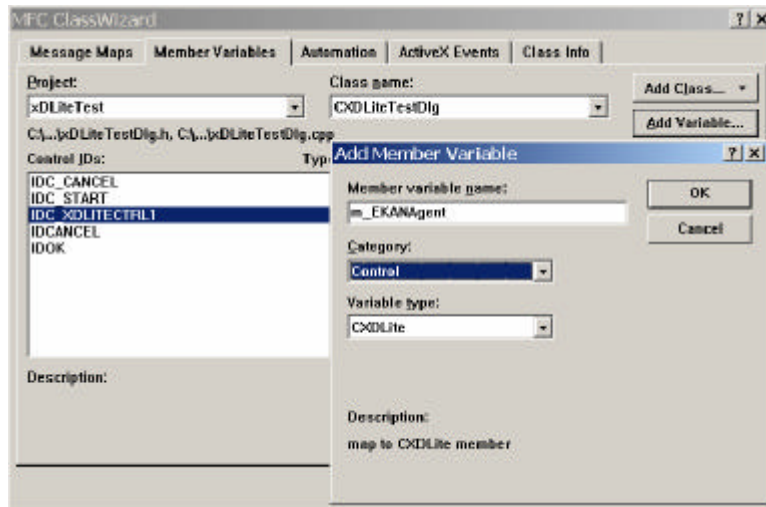 MFC ClassWizard
Message Maps Member Variables Automation ActiveX Events Class Info
Project: Class name:
xDLiteTest CXDLiteTestDlg
Add Class...
Add Variable...
C:\...\xDLiteTestDlg.h, C:\...\xDLiteTestDlg.cpp
Control IDs: Typ
IDC_CANCEL
IDC_START
IDC_XDLITECTRL1
IDCANCEL
IDOK
Description:
Add Member Variable
Member variable name:
m_EKANAgent
OK
Cancel
Category:
Control
Variable type:
CXDLite
Description:
map to CXDLite member